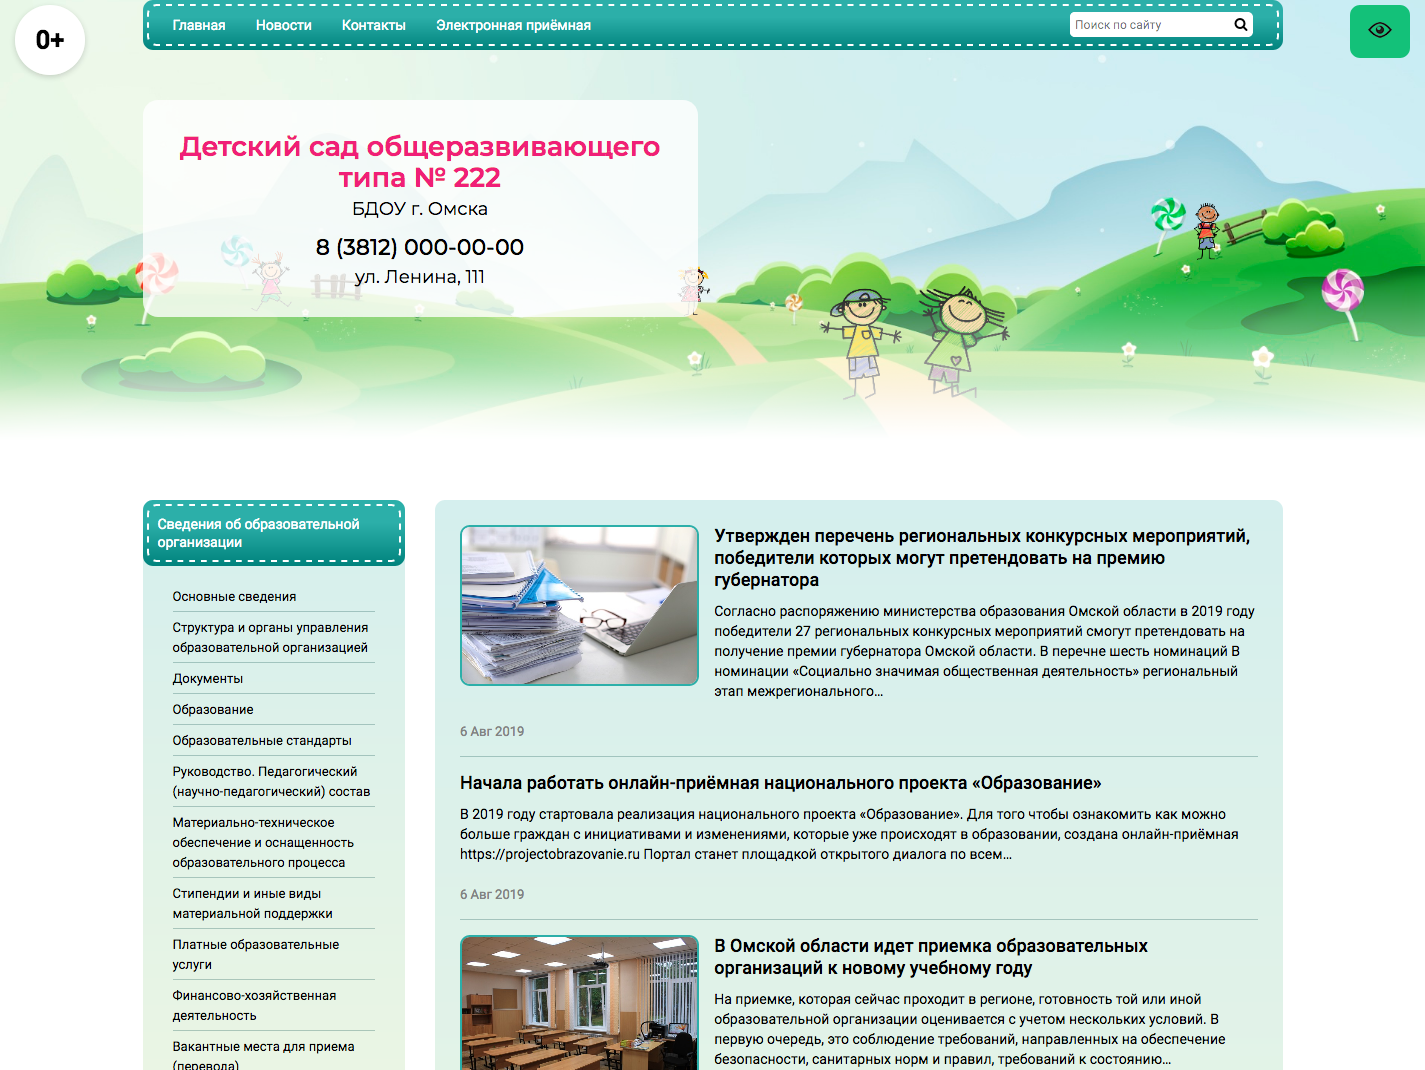 0+
Главная Новости Контакты Электронная приёмная Поиск по сайту
Детский сад общеразвивающего
типа № 222
БДОУ г. Омска
8 (3812) 000-00-00
ул. Ленина, 111
Сведения об образовательной
организации
Основные сведения
Структура и органы управления
образовательной организацией
Документы
Образование
Образовательные стандарты
Руководство. Педагогический
(научно-педагогический) состав
Материально-техническое
обеспечение и оснащенность
образовательного процесса
Стипендии и иные виды
материальной поддержки
Платные образовательные
услуги
Финансово-хозяйственная
деятельность
Вакантные места для приема
(перевода)
Утвержден перечень региональных конкурсных мероприятий,
победители которых могут претендовать на премию
губернатора
Согласно распоряжению министерства образования Омской области в 2019 году
победители 27 региональных конкурсных мероприятий смогут претендовать на
получение премии губернатора Омской области. В перечне шесть номинаций В
номинации «Социально значимая общественная деятельность» региональный
этап межрегионального...
6 Авг 2019
Начала работать онлайн-приёмная национального проекта «Образование»
В 2019 году стартовала реализация национального проекта «Образование». Для того чтобы ознакомить как можно
больше граждан с инициативами и изменениями, которые уже происходят в образовании, создана онлайн-приёмная
https://projectobrazovanie.ru Портал станет площадкой открытого диалога по всем...
6 Авг 2019
В Омской области идет приемка образовательных
организаций к новому учебному году
На приемке, которая сейчас проходит в регионе, готовность той или иной
образовательной организации оценивается с учетом нескольких условий. В
первую очередь, это соблюдение требований, направленных на обеспечение
безопасности, санитарных норм и правил, требований к состоянию...